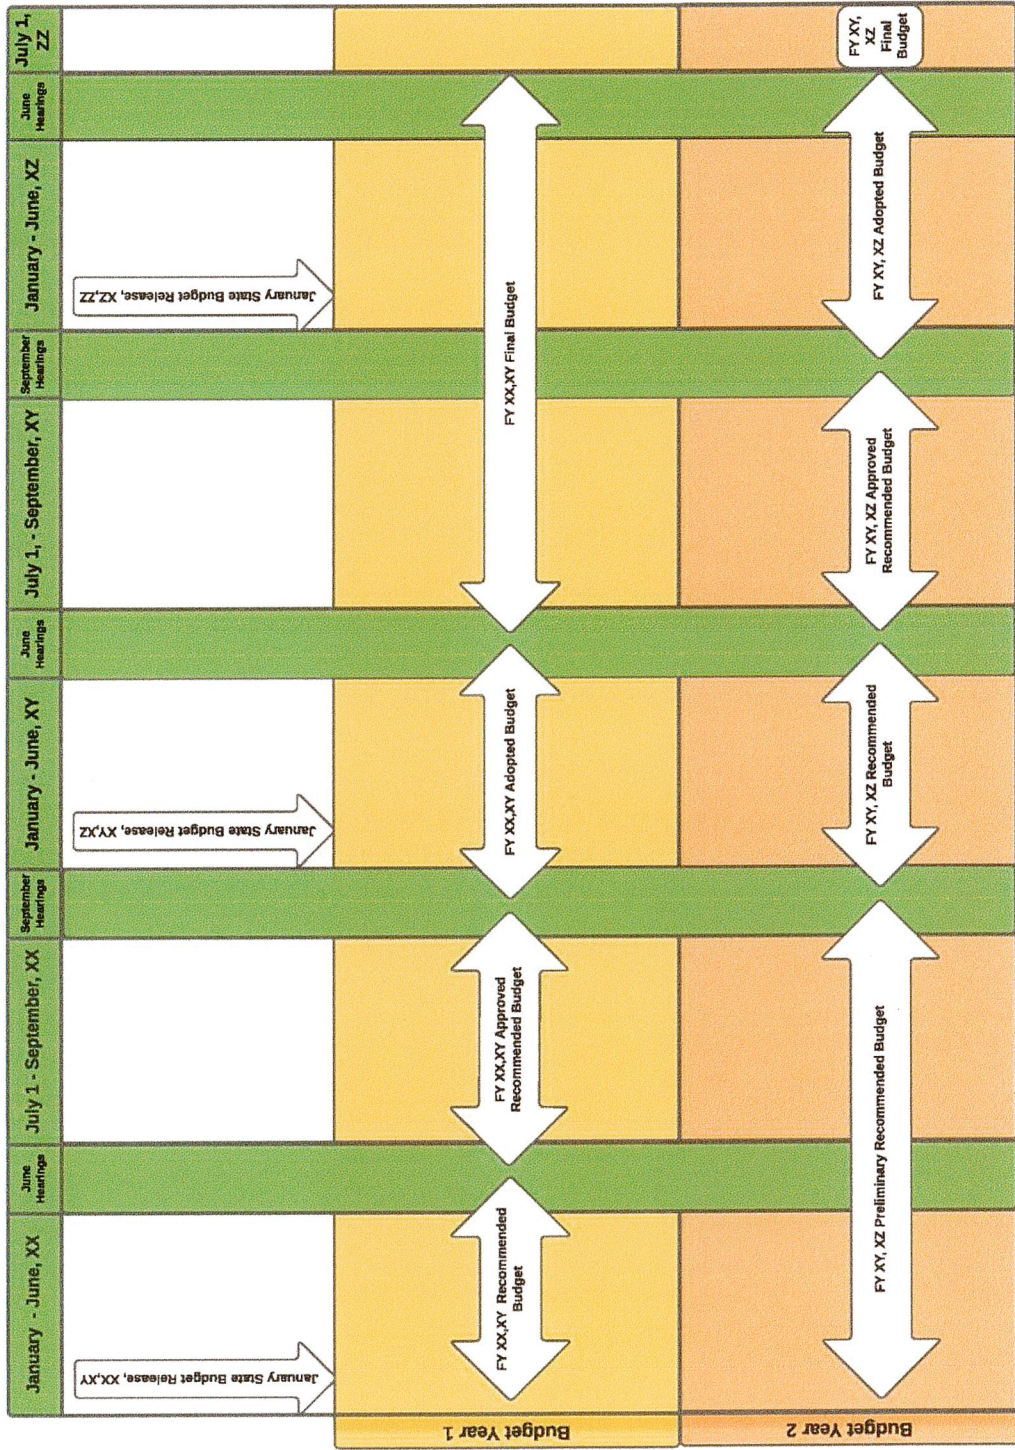 January - June, XX
June
Hearings
July 1 - September, XX
September
Hearings
January - June, XY
June
Hearings
July 1, - September, XY
September
Hearings
January - June, XZ
June
Hearings
July 1,
ZZ
January State Budget Release, XX,XY
January State Budget Release, XY,XZ
January State Budget Release, XZ,ZZ
Budget Year 1
FY XX,XY Recommended
Budget
FY XX,XY Approved
Recommended Budget
FY XX,XY Adopted Budget
FY XX,XY Final Budget
Budget Year 2
FY XY, XZ Preliminary Recommended Budget
FY XY, XZ Recommended
Budget
FY XY, XZ Approved
Recommended Budget
FY XY, XZ Adopted Budget
FY XY,
XZ
Final
Budget